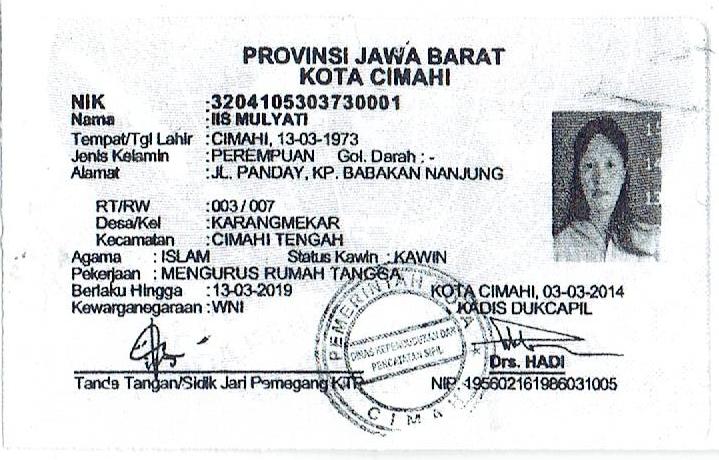 PROVINSI JAWA BARAT
KOTA CIMAHI
NIK : 3204105303730001
Nama : IIS MULYATI
Tempat/Tgl Lahir : CIMAHI, 13-03-1973
Jenis Kelamin : PEREMPUAN Gol. Darah : -
Alamat : JL. PANDAY, KP. BABAKAN NANJUNG
RT/RW : 003 / 007
Desa/Kel : KARANGMEKAR
Kecamatan : CIMAHI TENGAH
Agama : ISLAM Status Kawin : KAWIN
Pekerjaan : MENGURUS RUMAH TANGGA
Berlaku Hingga : 13-03-2019
Kewarganegaraan : WNI
KOTA CIMAHI, 03-03-2014
KADIS DUKCAPIL
Drs. HADI
Tanda Tangan/Sidik Jari Pemegang KTP
NIP. 195602161986031005
PEMERINTAH KOTA
DINAS KEPENDUDUKAN DAN
PENCATATAN SIPIL
CIMAHI